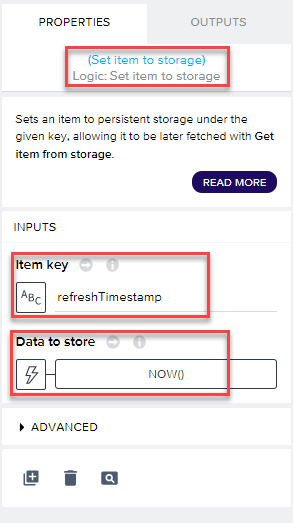 PROPERTIES
OUTPUTS
(Set item to storage)
Logic: Set item to storage
Sets an item to persistent storage under the
given key, allowing it to be later fetched with Get
item from storage.
READ MORE
INPUTS
Item key
ABC
refreshTimestamp
Data to store
NOW()
ADVANCED